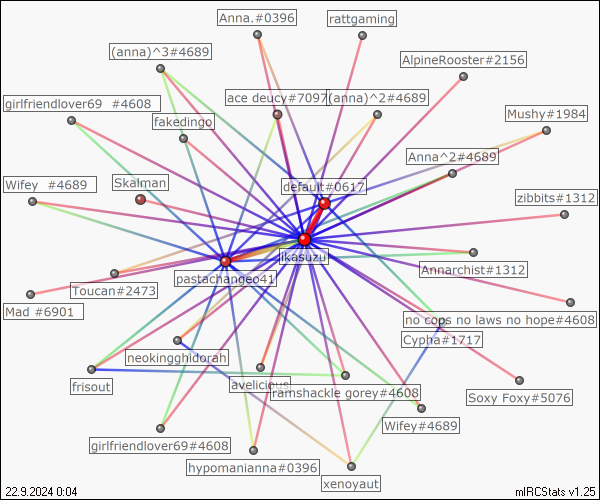 Anna.#0396
rattgaming
(anna)^3#4689
AlpineRooster#2156
girlfriendlover69 #4608
ace deucy#7097
(anna)^2#4689
Mushy#1984
fakedingo
Anna^2#4689
Wifey #4689
Skalman
default#0617
zibbits#1312
jikasuzu
Annarchist#1312
pastachangeo41
Toucan#2473
Mad #6901
no cops no laws no hope#4608
Cypha#1717
neokingghidorah
frisout
avelicious
ramshackle gorey#4608
Soxy Foxy#5076
Wifey#4689
girlfriendlover69#4608
hypomanianna#0396
xenoyaut
22.9.2024 0:04
mIRCStats v1.25